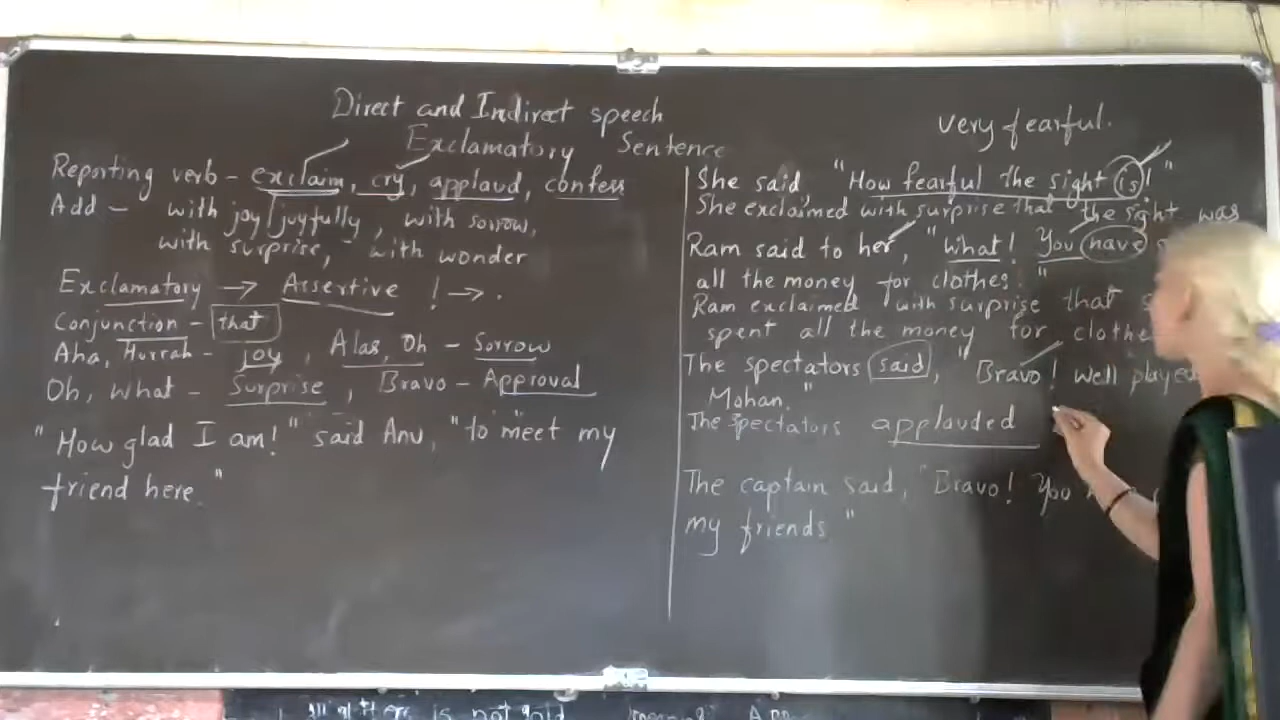 Direct and Indirect speech
Exclamatory Sentence
Reporting verb - exclaim, cry, applaud, confess
Add - with joy/joyfully, with sorrow,
with surprise, with wonder
Exclamatory → Assertive ! → .
Conjunction - that
Aha, Hurrah - joy, Alas, Oh - Sorrow
Oh, what - Surprise, Bravo - Approval
"How glad I am!" said Anu, "to meet my
friend here."
very fearful.
She said, "How fearful the sight is!"
She exclaimed with surprise that the sight was
Ram said to her, "what! You have
all the money for clothes."
Ram exclaimed with surprise that
spent all the money for
The spectators said, "Bravo! well played
Mohan."
The spectators applauded
The captain said, "Bravo! You
my friends"
is not gold